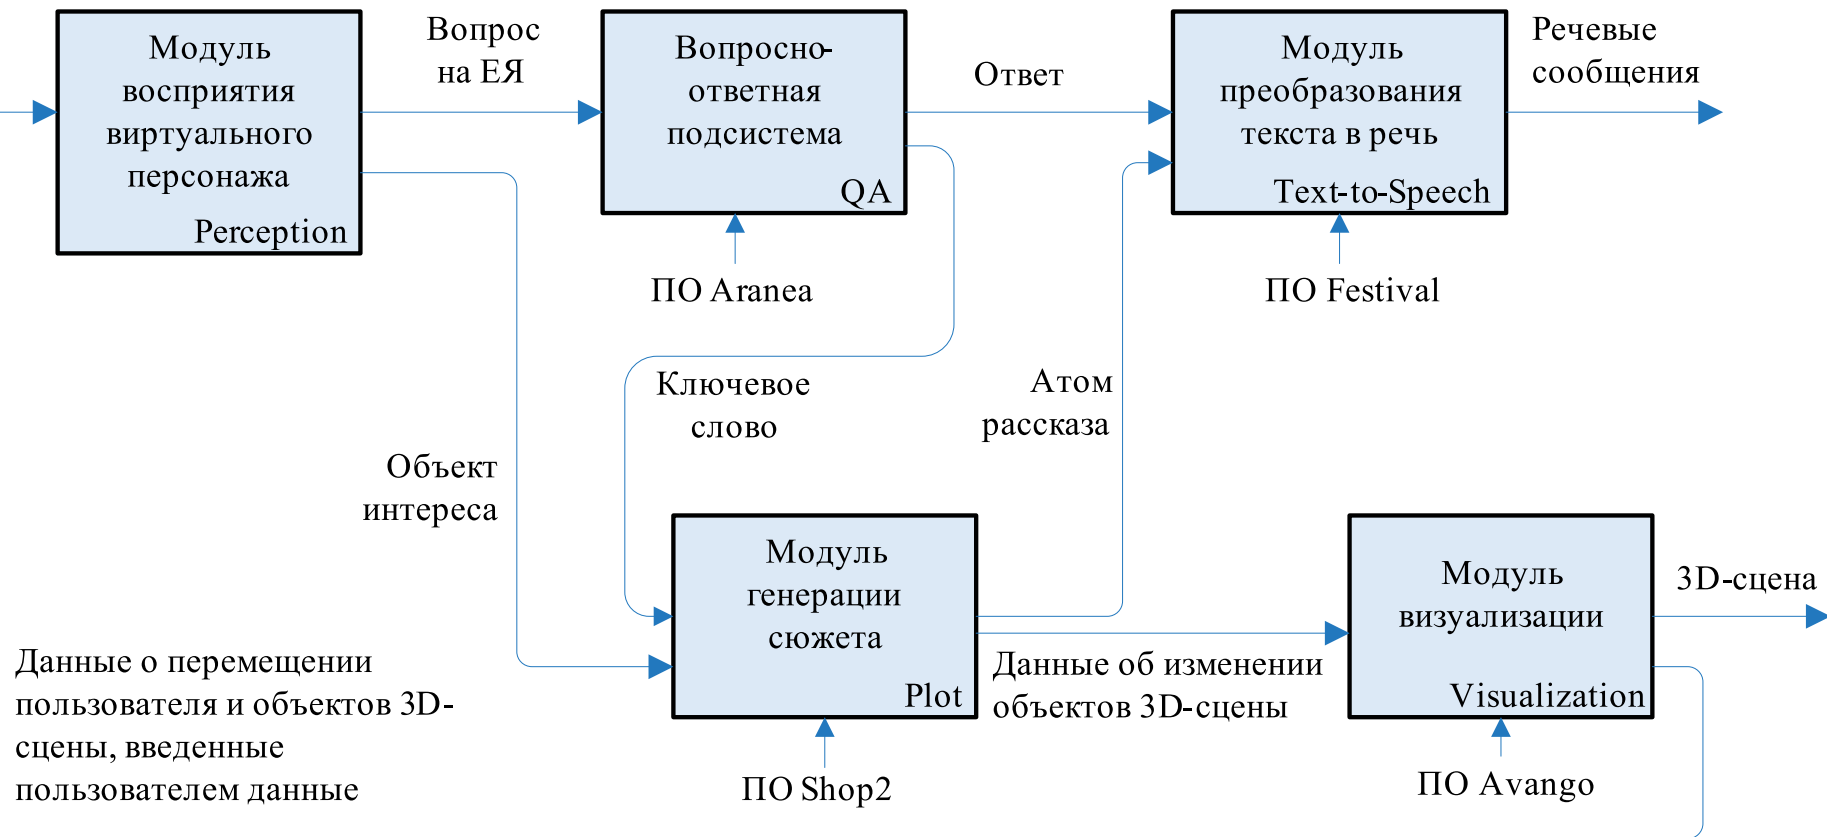 Модуль
восприятия
виртуального
персонажа
Perception
Вопрос
на ЕЯ
Вопросно-
ответная
подсистема
QA
Ответ
Модуль
преобразования
текста в речь
Text-to-Speech
Речевые
сообщения
ПО Aranea
ПО Festival
Ключевое
слово
Атом
рассказа
Объект
интереса
Модуль
генерации
сюжета
Plot
Модуль
визуализации
Visualization
3D-сцена
Данные о перемещении
пользователя и объектов 3D-
сцены, введенные
пользователем данные
Данные об изменении
объектов 3D-сцены
ПО Shop2
ПО Avango